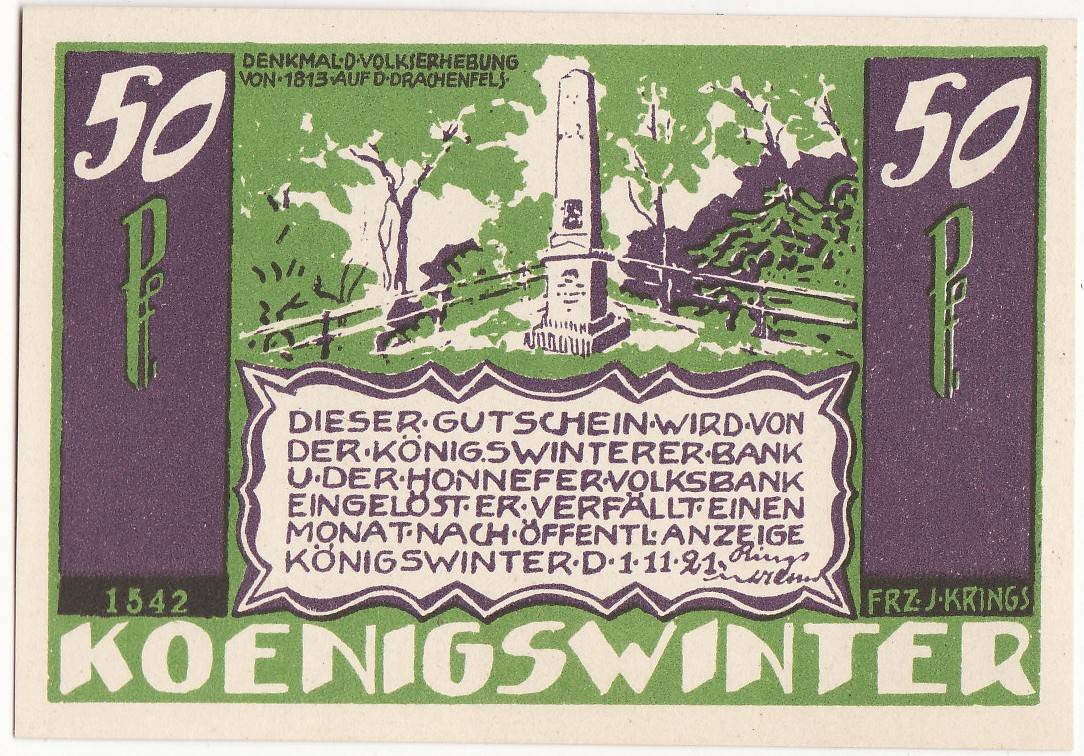 DENKMAL·D·VOLKSERHEBUNG
VON·1813·AUF D·DRACHENFELS·
50
50
Pf.
Pf.
DIESER·GUTSCHEIN·WIRD·VON
DER·KÖNIGSWINTERER·BANK
U·DER·HONNEFER·VOLKSBANK
EINGELÖST·ER·VERFÄLLT·EINEN
MONAT·NACH·ÖFFENTL·ANZEIGE
KÖNIGSWINTER·D·1·11·21·
1542
FRZ·J·KRINGS
KOENIGSWINTER